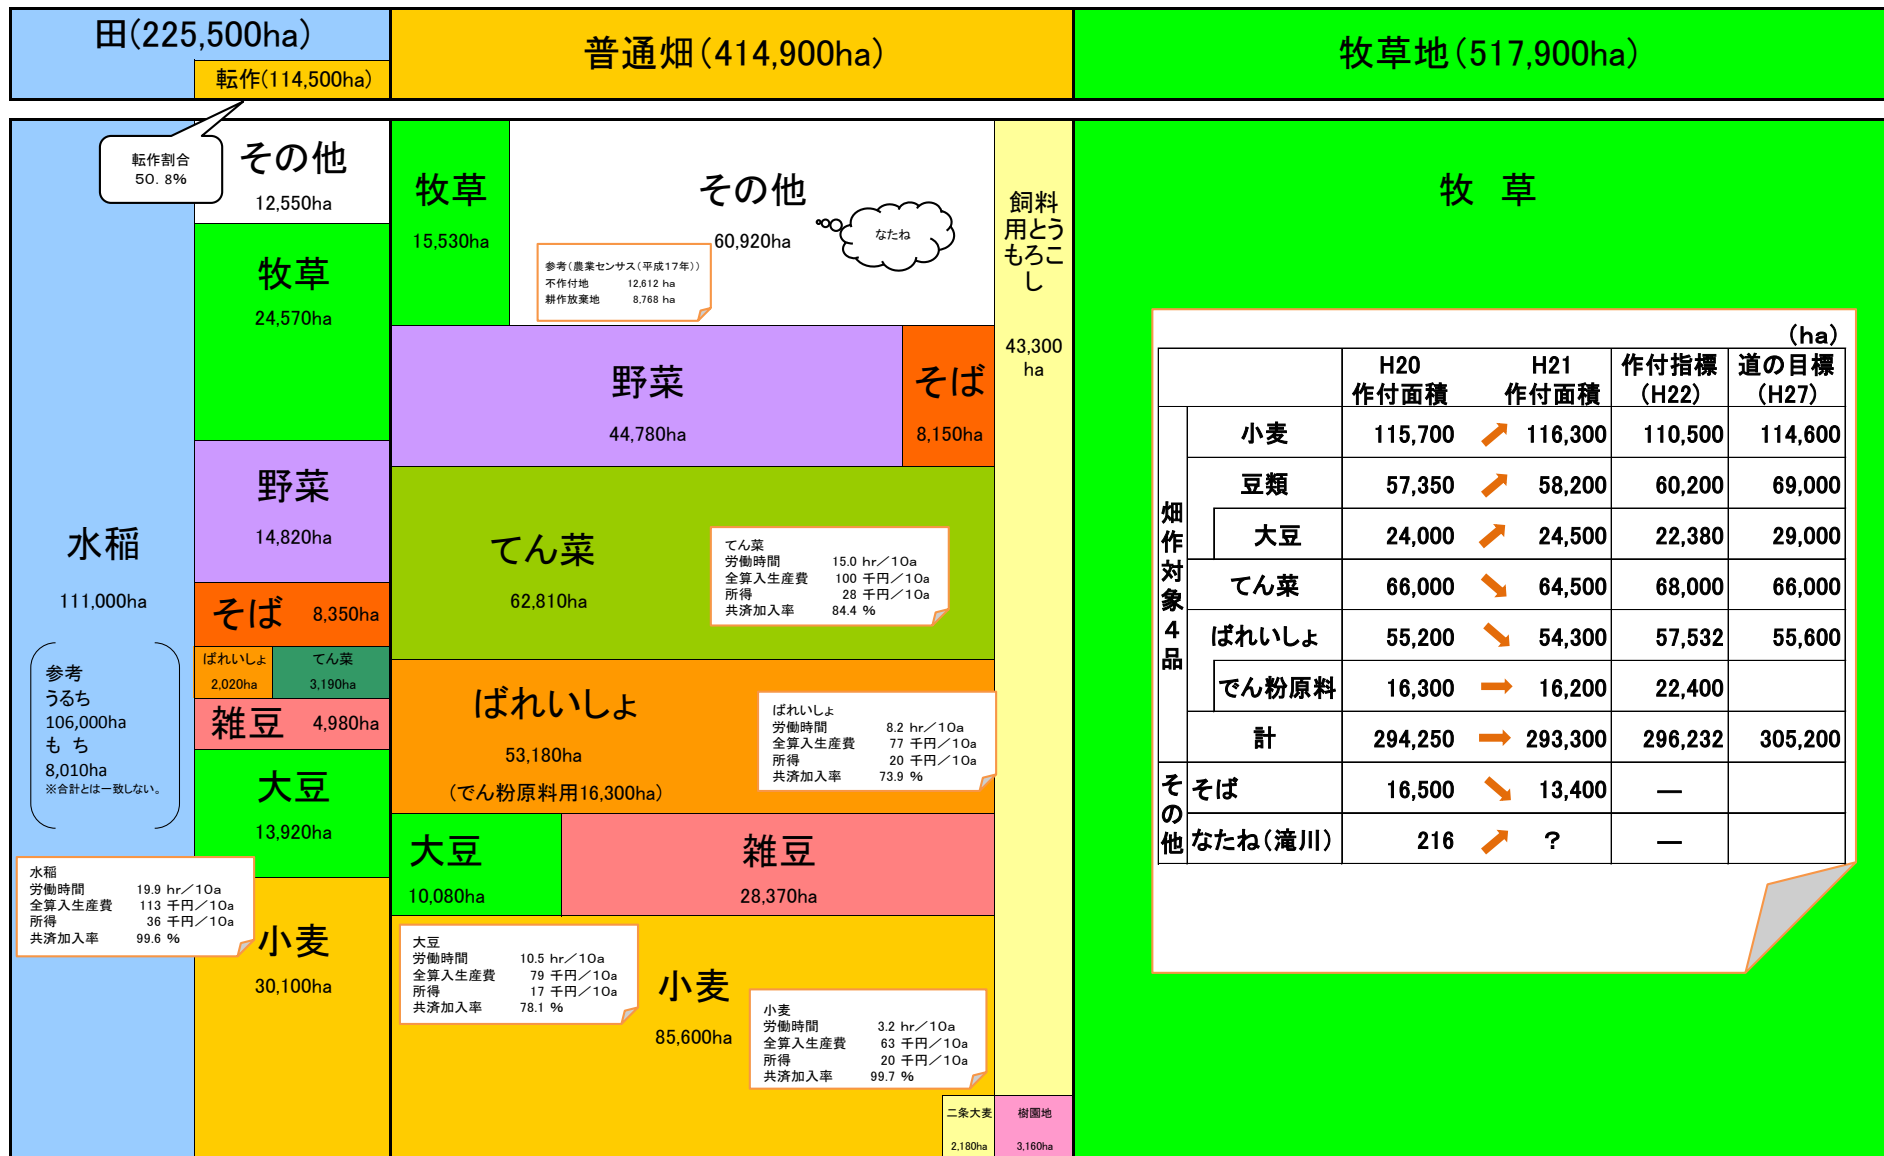 田(225,500ha)
転作(114,500ha)
普通畑(414,900ha)
牧草地(517,900ha)
転作割合
50.8%
水稲
111,000ha
参考
うるち
106,000ha
も ち
8,010ha
※合計とは一致しない。
水稲
労働時間 19.9 hr/10a
全算入生産費 113 千円/10a
所得 36 千円/10a
共済加入率 99.6 %
その他
12,550ha
牧草
24,570ha
野菜
14,820ha
そば 8,350ha
ばれいしょ
2,020ha
てん菜
3,190ha
雑豆 4,980ha
大豆
13,920ha
小麦
30,100ha
牧草
15,530ha
その他
60,920ha
なたね
参考(農業センサス(平成17年))
不作付地 12,612 ha
耕作放棄地 8,768 ha
野菜
44,780ha
そば
8,150ha
てん菜
62,810ha
てん菜
労働時間 15.0 hr/10a
全算入生産費 100 千円/10a
所得 28 千円/10a
共済加入率 84.4 %
ばれいしょ
53,180ha
(でん粉原料用16,300ha)
ばれいしょ
労働時間 8.2 hr/10a
全算入生産費 77 千円/10a
所得 20 千円/10a
共済加入率 73.9 %
大豆
10,080ha
雑豆
28,370ha
大豆
労働時間 10.5 hr/10a
全算入生産費 79 千円/10a
所得 17 千円/10a
共済加入率 78.1 %
小麦
85,600ha
小麦
労働時間 3.2 hr/10a
全算入生産費 63 千円/10a
所得 20 千円/10a
共済加入率 99.7 %
二条大麦
2,180ha
飼料
用とう
もろこ
し
43,300
ha
樹園地
3,160ha
牧 草
(ha)
H20 H21 作付指標 道の目標
作付面積 作付面積 (H22) (H27)
畑作対象4品
小麦 115,700 116,300 110,500 114,600
豆類 57,350 58,200 60,200 69,000
大豆 24,000 24,500 22,380 29,000
てん菜 66,000 64,500 68,000 66,000
ばれいしょ 55,200 54,300 57,532 55,600
でん粉原料 16,300 16,200 22,400
計 294,250 293,300 296,232 305,200
その他
そば 16,500 13,400 —
なたね(滝川) 216 ? —